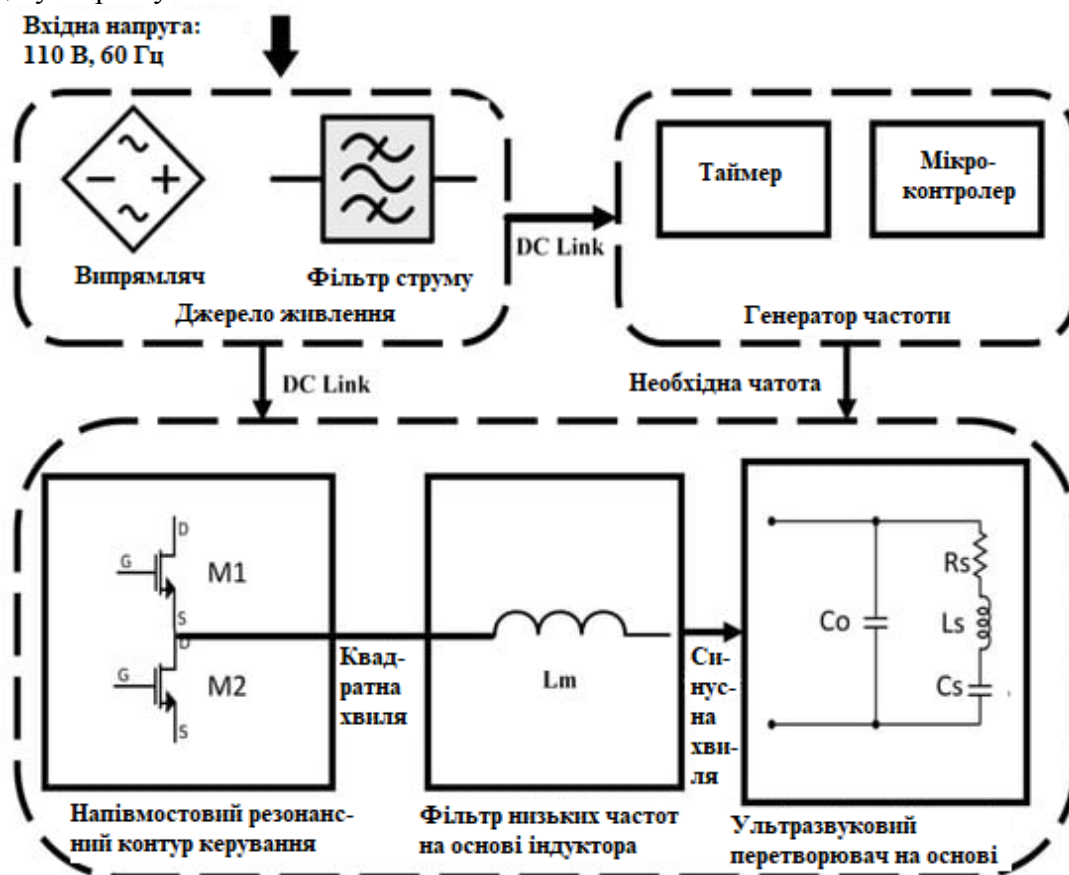 Вхідна напруга:
110 В, 60 Гц
Таймер
Мікро-
контролер
DC Link
Випрямляч
Фільтр струму
Джерело живлення
Генератор частоти
DC Link
Необхідна чатота
D
G
M1
S
D
G
M2
S
Квад-
ратна
хвиля
Lm
Си-
нус-
на
хви-
ля
Co
Rs
Ls
Cs
Напівмостовий резонанс-
ний контур керування
Фільтр низьких частот
на основі індуктора
Ультразвуковий
перетворювач на основі